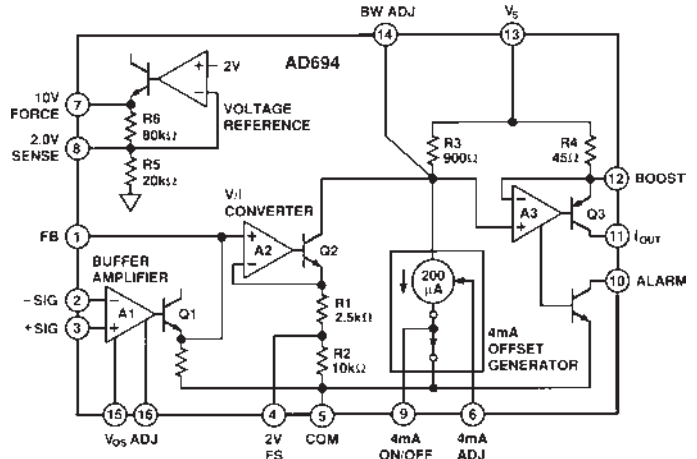 BW ADJ
VS
14
13
AD694
2V
10V
FORCE
7
VOLTAGE
REFERENCE
R6
80kΩ
2.0V
SENSE
8
R5
20kΩ
R3
900Ω
R4
45Ω
12
BOOST
V/I
CONVERTER
A3
Q3
FB
1
A2
Q2
11
IOUT
BUFFER
AMPLIFIER
200
μA
10
ALARM
−SIG
2
A1
Q1
R1
2.5kΩ
+SIG
3
4mA
OFFSET
GENERATOR
R2
10kΩ
15
16
4
5
9
6
VOS ADJ
2V
FS
COM
4mA
ON/OFF
4mA
ADJ